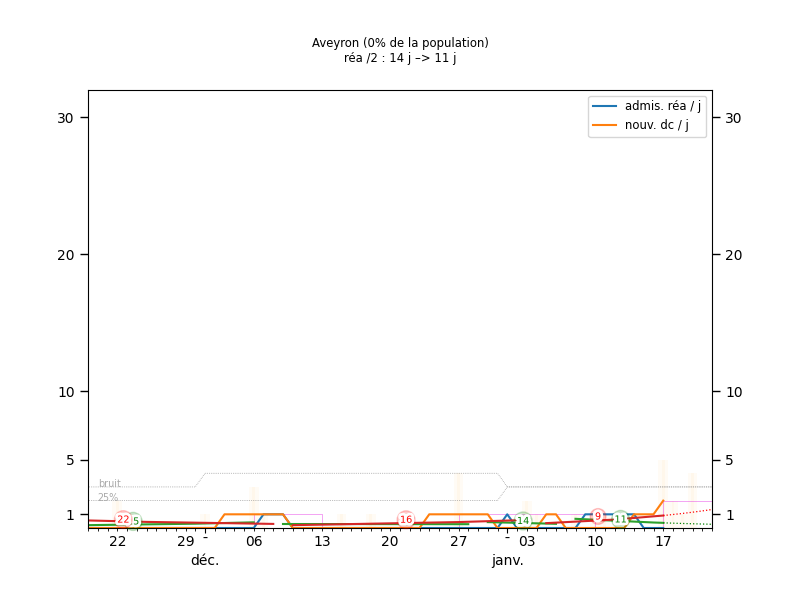 Aveyron (0% de la population)
réa /2 : 14 j –> 11 j
admis. réa / j
nouv. dc / j
30 30
20 20
10 10
5 5
1 1
bruit
25%
22 5 16 14 9 11
22 29 - 06 13 20 27 - 03 10 17
déc. janv.